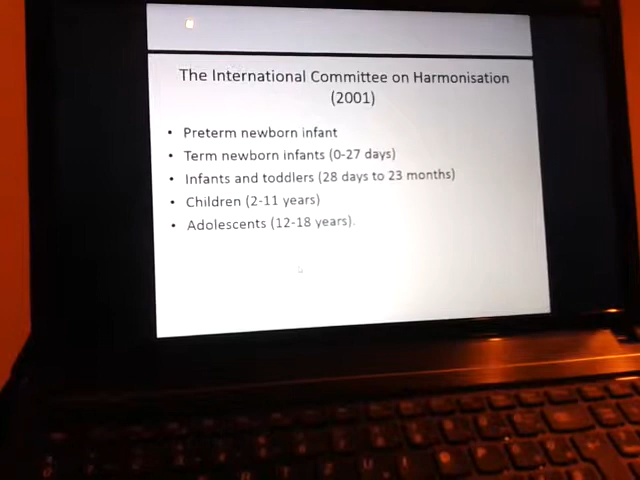 The International Committee on Harmonisation
(2001)
• Preterm newborn infant
• Term newborn infants (0-27 days)
• Infants and toddlers (28 days to 23 months)
• Children (2-11 years)
• Adolescents (12-18 years).